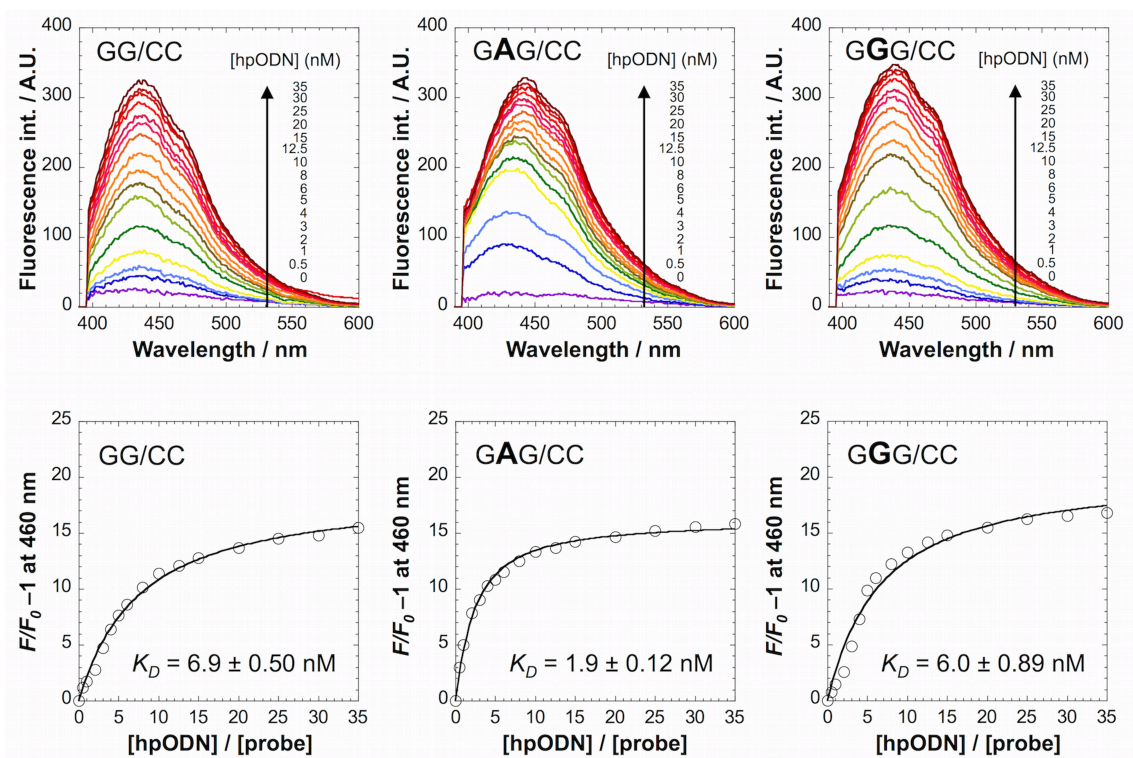 GG/CC
[hpODN] (nM)
35
30
25
20
15
12.5
10
8
6
5
4
3
2
1
0.5
0
400
300
200
100
0
Fluorescence int. / A.U.
400 450 500 550 600
Wavelength / nm
GAG/CC
[hpODN] (nM)
35
30
25
20
15
12.5
10
8
6
5
4
3
2
1
0.5
0
400
300
200
100
0
Fluorescence int. / A.U.
400 450 500 550 600
Wavelength / nm
GGG/CC
[hpODN] (nM)
35
30
25
20
15
12.5
10
8
6
5
4
3
2
1
0.5
0
400
300
200
100
0
Fluorescence int. / A.U.
400 450 500 550 600
Wavelength / nm
GG/CC
25
20
15
10
5
0
F/F0 –1 at 460 nm
KD = 6.9 ± 0.50 nM
0 5 10 15 20 25 30 35
[hpODN] / [probe]
GAG/CC
25
20
15
10
5
0
F/F0 –1 at 460 nm
KD = 1.9 ± 0.12 nM
0 5 10 15 20 25 30 35
[hpODN] / [probe]
GGG/CC
25
20
15
10
5
0
F/F0 –1 at 460 nm
KD = 6.0 ± 0.89 nM
0 5 10 15 20 25 30 35
[hpODN] / [probe]